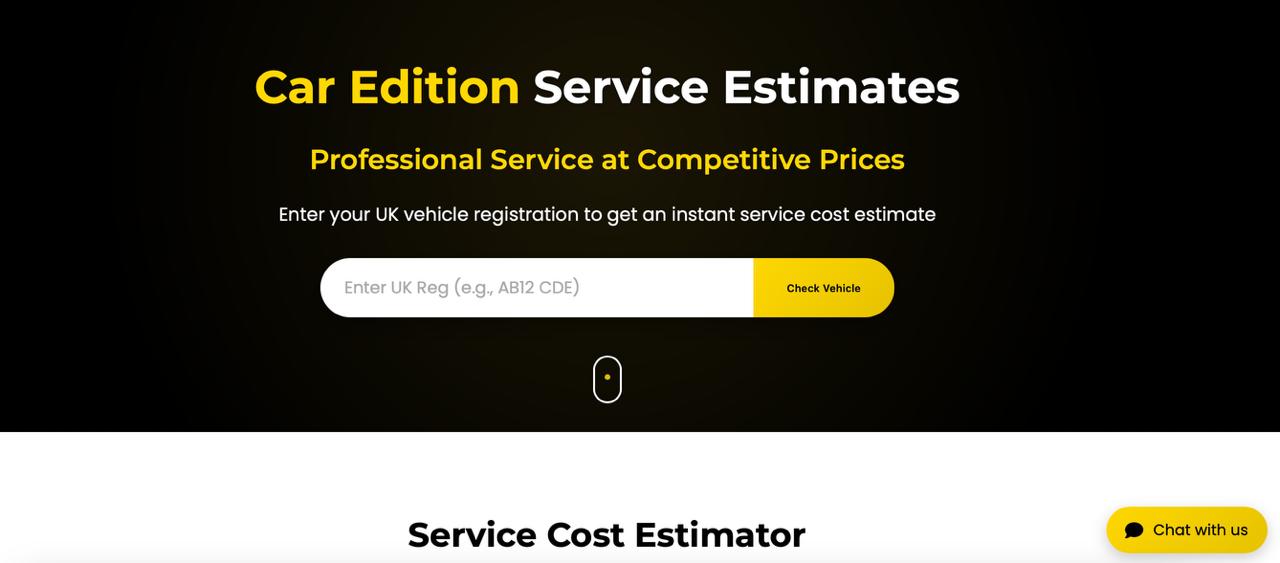 Car Edition Service Estimates
Professional Service at Competitive Prices
Enter your UK vehicle registration to get an instant service cost estimate
Enter UK Reg (e.g., AB12 CDE)
Check Vehicle
Service Cost Estimator
Chat with us